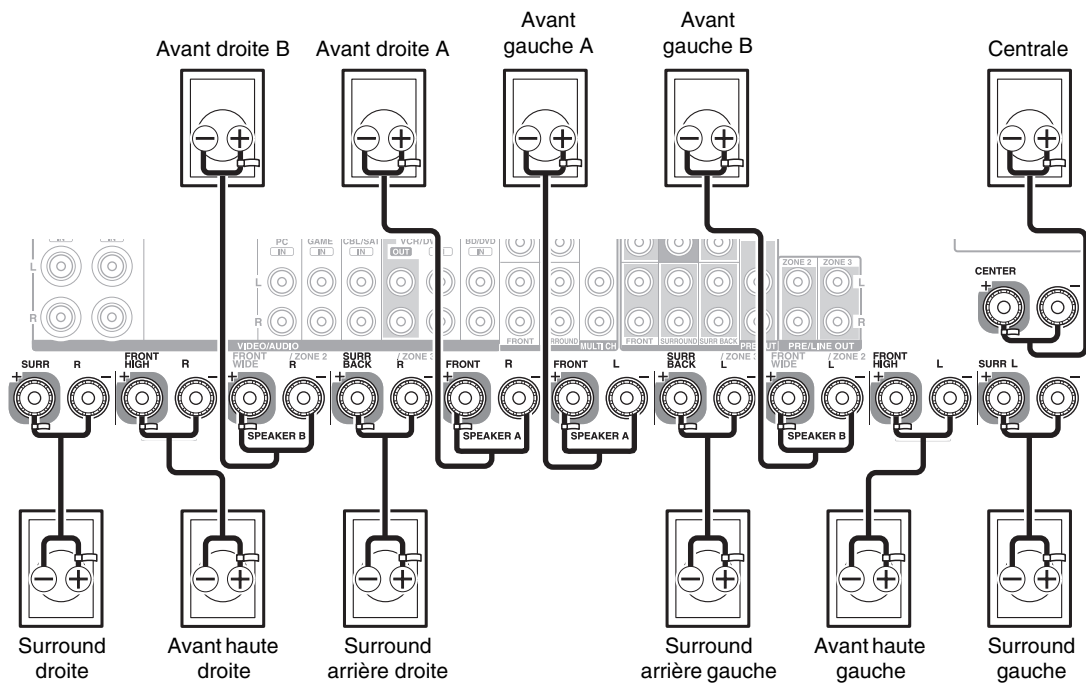 Avant droite B
Avant droite A
Avant
gauche A
Avant
gauche B
Centrale
PC
GAME
CBL/SAT
BD/DVD
IN
IN
IN
OUT
IN
ZONE 2
ZONE 3
L
L
L
R
R
R
FRONT
MULTI CH
FRONT
SURROUND
SURR BACK
VIDEO/AUDIO
PRE/LINE OUT
CENTER
+
−
SURR
R
FRONT
HIGH
R
FRONT
WIDE
/ ZONE 2
R
SURR
BACK
/ ZONE 3
R
FRONT
R
FRONT
L
SURR
BACK
/ ZONE 3
L
FRONT
WIDE
/ ZONE 2
L
FRONT
HIGH
L
SURR L
+
−
SPEAKER B
SPEAKER A
SPEAKER A
SPEAKER B
Surround
droite
Avant haute
droite
Surround
arrière droite
Surround
arrière gauche
Avant haute
gauche
Surround
gauche